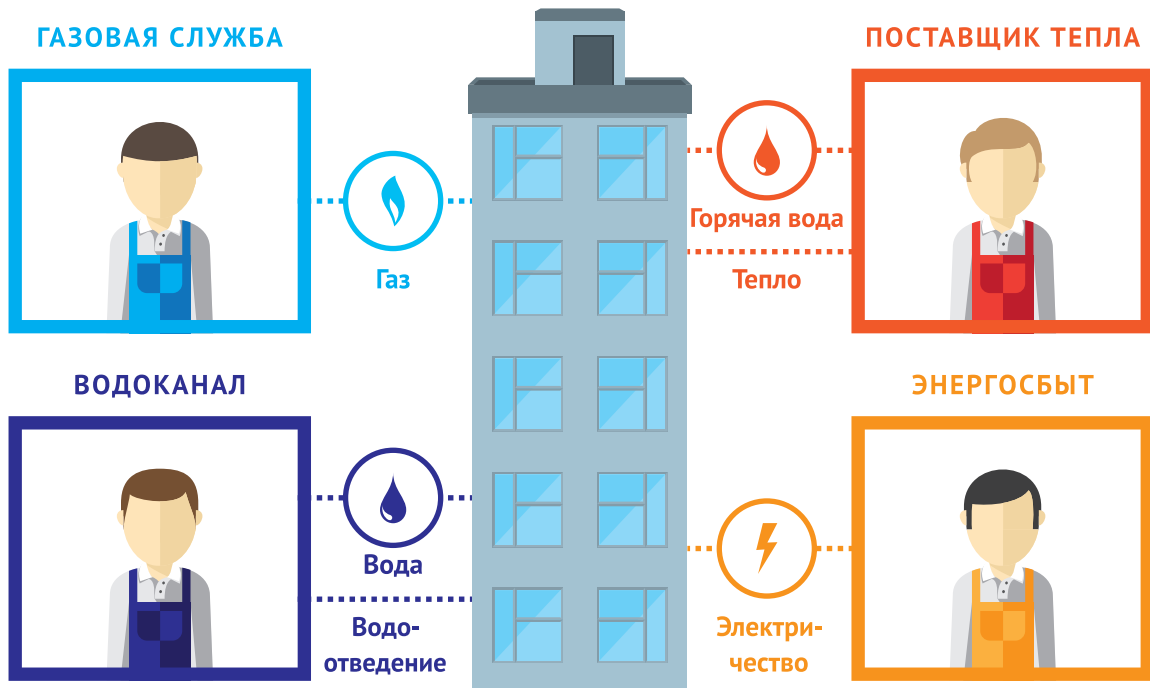 ГАЗОВАЯ СЛУЖБА
ПОСТАВЩИК ТЕПЛА
Газ
Горячая вода
Тепло
ВОДОКАНАЛ
ЭНЕРГОСБЫТ
Вода
Водо-
отведение
Электри-
чество